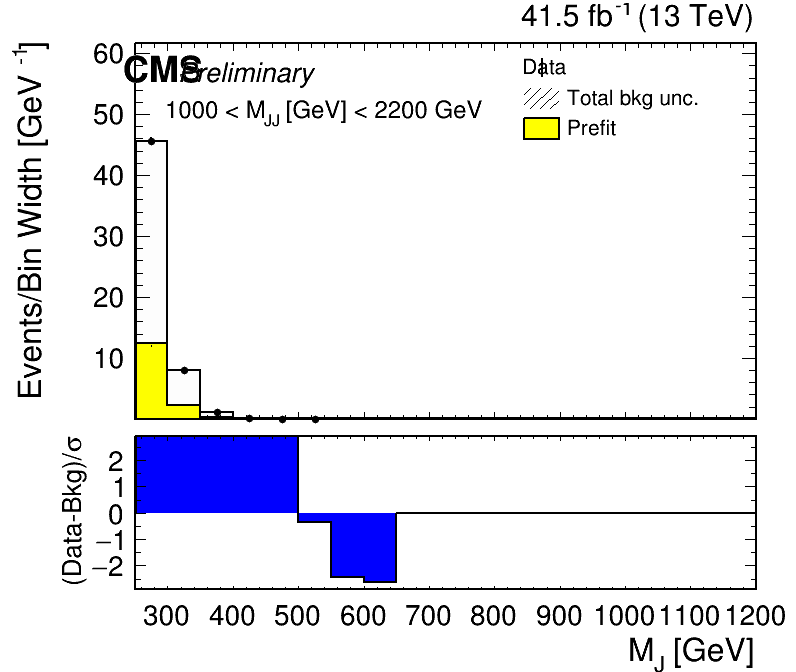 41.5 fb-1 (13 TeV)
Events/Bin Width [GeV-1]
60
50
40
30
20
10
CMS Preliminary
1000 < MJJ [GeV] < 2200 GeV
Data
Total bkg unc.
Prefit
(Data-Bkg)/σ
2
1
0
−1
−2
300 400 500 600 700 800 900 1000 1100 1200
MJ [GeV]